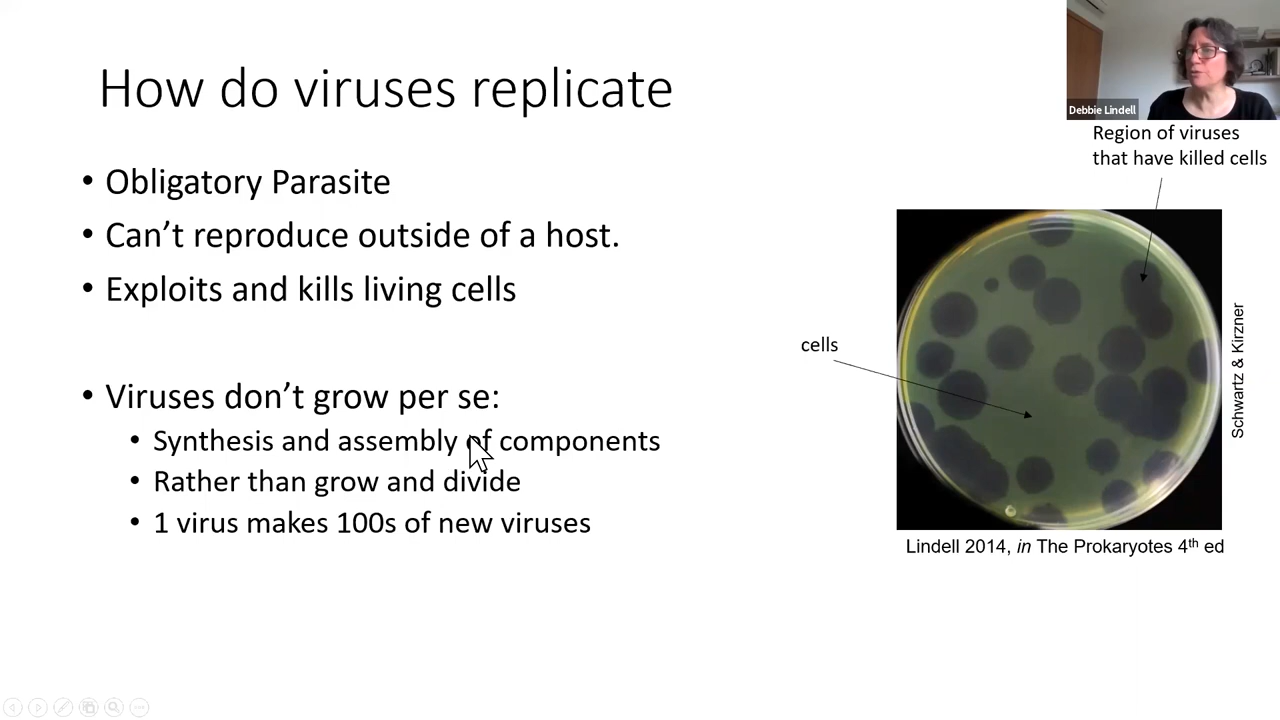 How do viruses replicate
Debbie Lindell
Region of viruses
that have killed cells
• Obligatory Parasite
• Can't reproduce outside of a host.
• Exploits and kills living cells
• Viruses don't grow per se:
• Synthesis and assembly of components
• Rather than grow and divide
• 1 virus makes 100s of new viruses
cells
Schwartz & Kirzner
Lindell 2014, in The Prokaryotes 4th ed